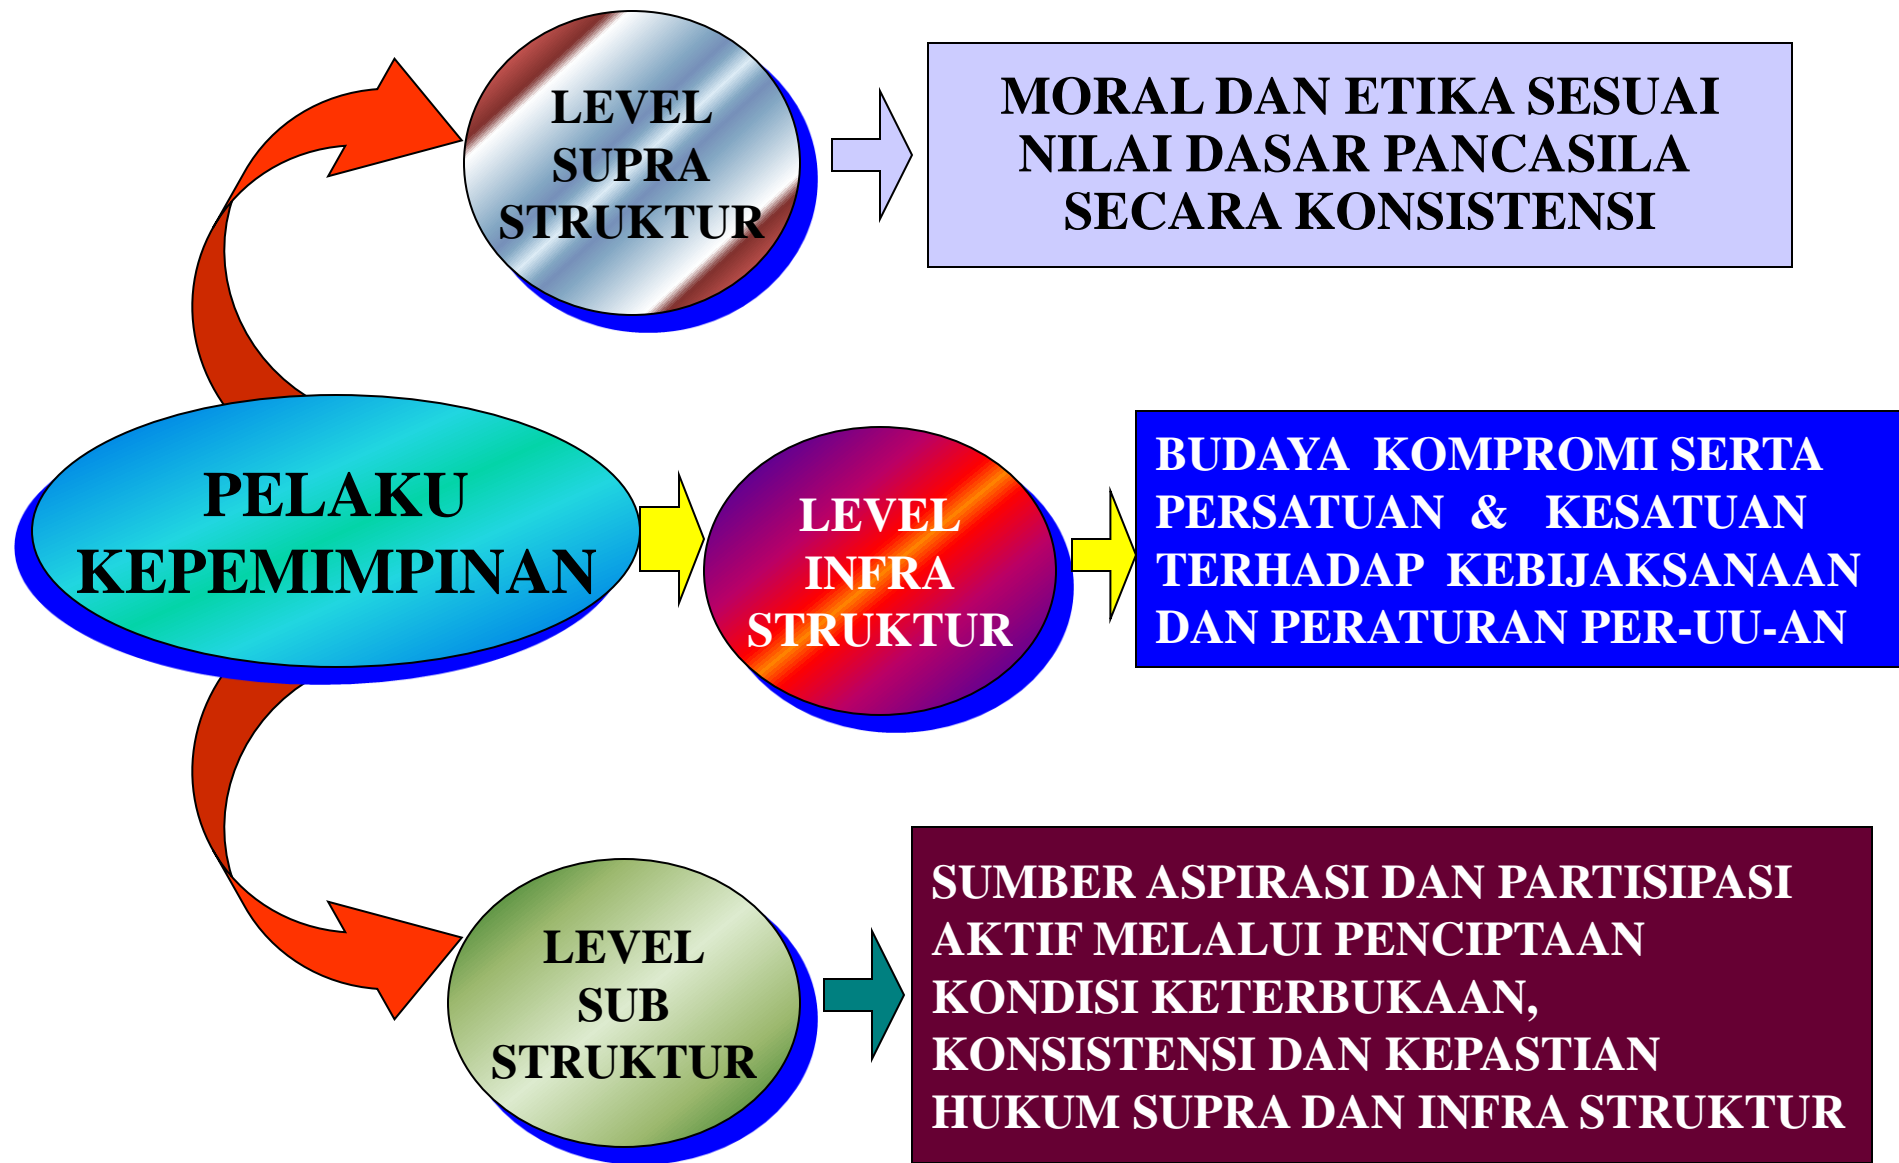 LEVEL
SUPRA
STRUKTUR
MORAL DAN ETIKA SESUAI
NILAI DASAR PANCASILA
SECARA KONSISTENSI
PELAKU
KEPEMIMPINAN
LEVEL
INFRA
STRUKTUR
BUDAYA KOMPROMI SERTA
PERSATUAN & KESATUAN
TERHADAP KEBIJAKSANAAN
DAN PERATURAN PER-UU-AN
LEVEL
SUB
STRUKTUR
SUMBER ASPIRASI DAN PARTISIPASI
AKTIF MELALUI PENCIPTAAN
KONDISI KETERBUKAAN,
KONSISTENSI DAN KEPASTIAN
HUKUM SUPRA DAN INFRA STRUKTUR